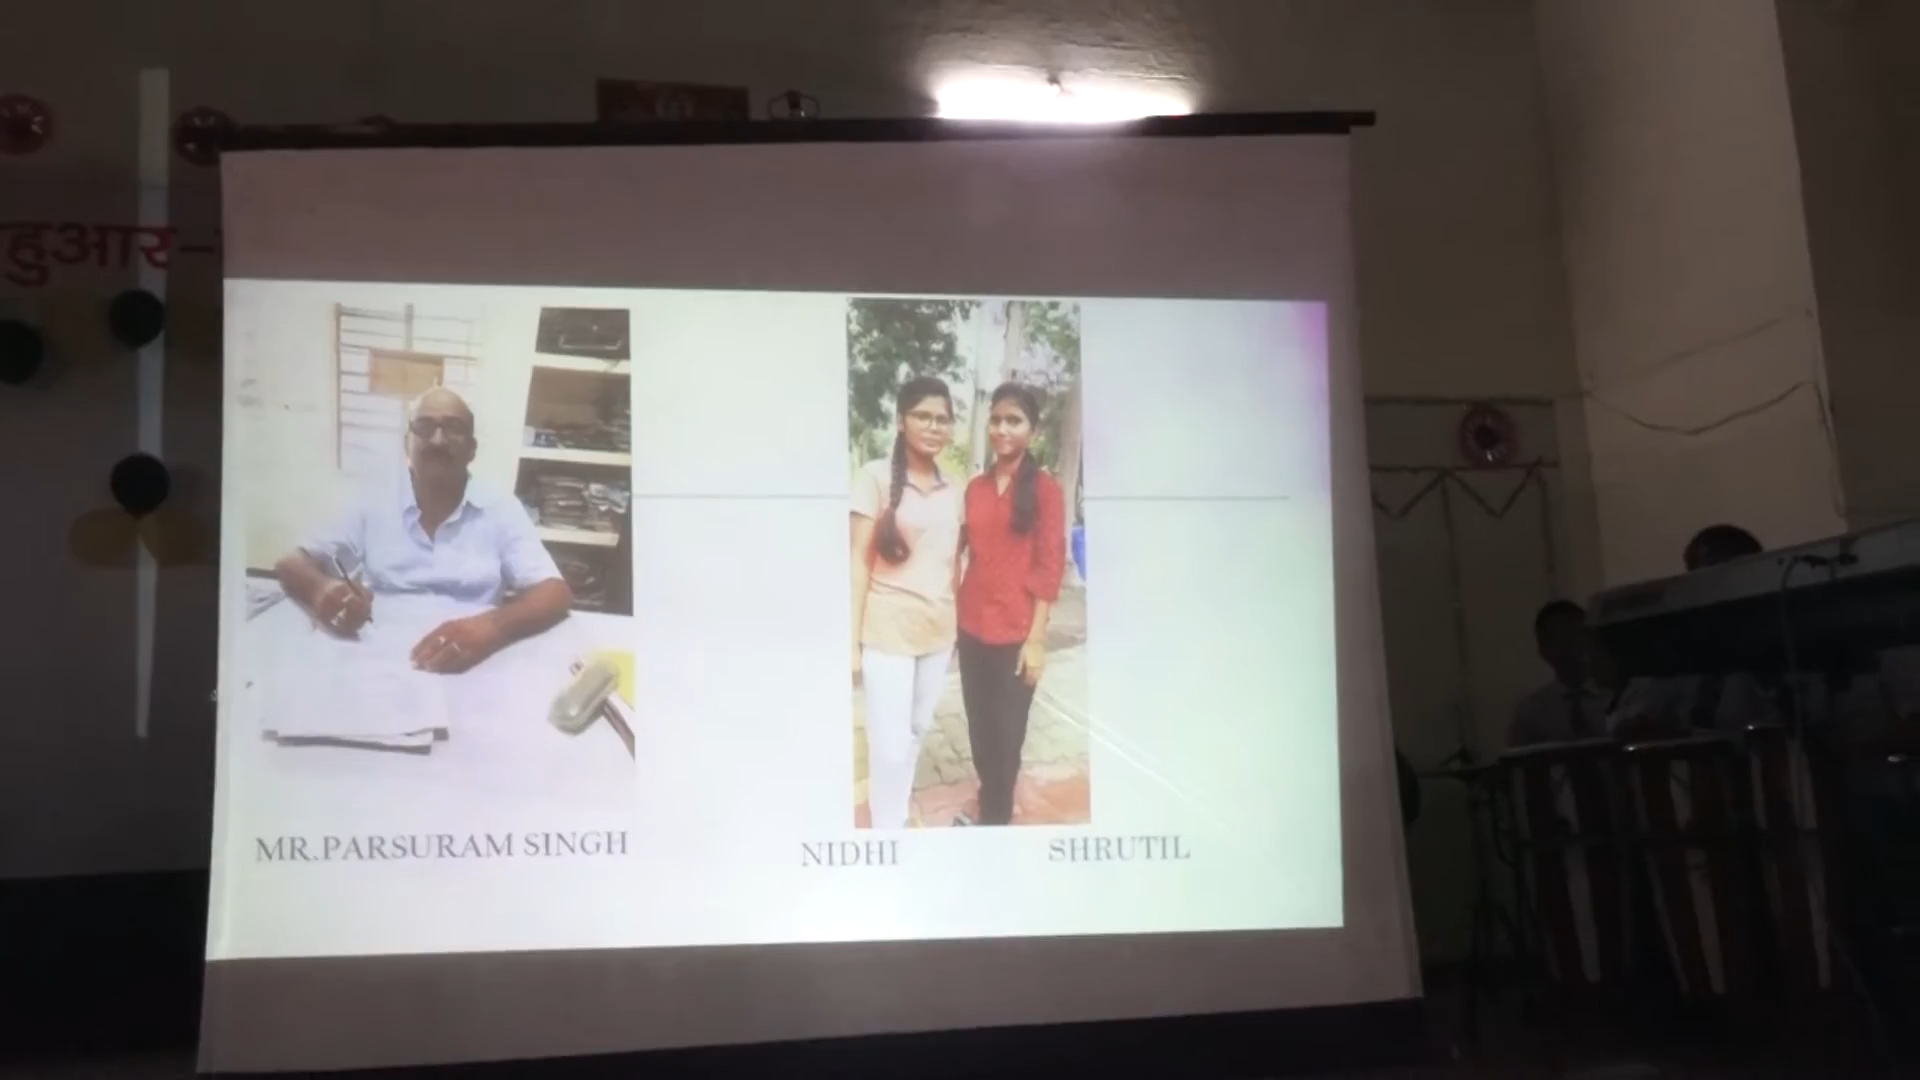 हुआर-
MR.PARSURAM SINGH
NIDHI
SHRUTIL